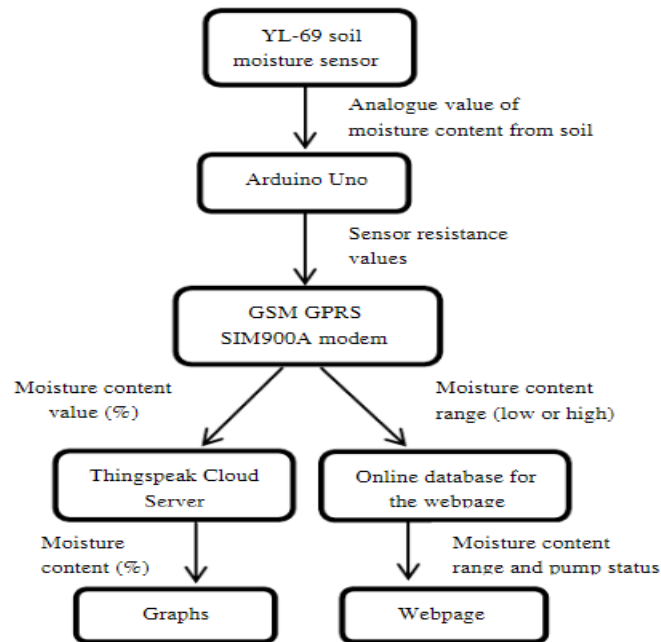 YL-69 soil
moisture sensor
Analogue value of
moisture content from soil
Arduino Uno
Sensor resistance
values
GSM GPRS
SIM900A modem
Moisture content
value (%)
Moisture content
range (low or high)
Thingspeak Cloud
Server
Online database for
the webpage
Moisture
content (%)
Moisture content
range and pump status
Graphs
Webpage